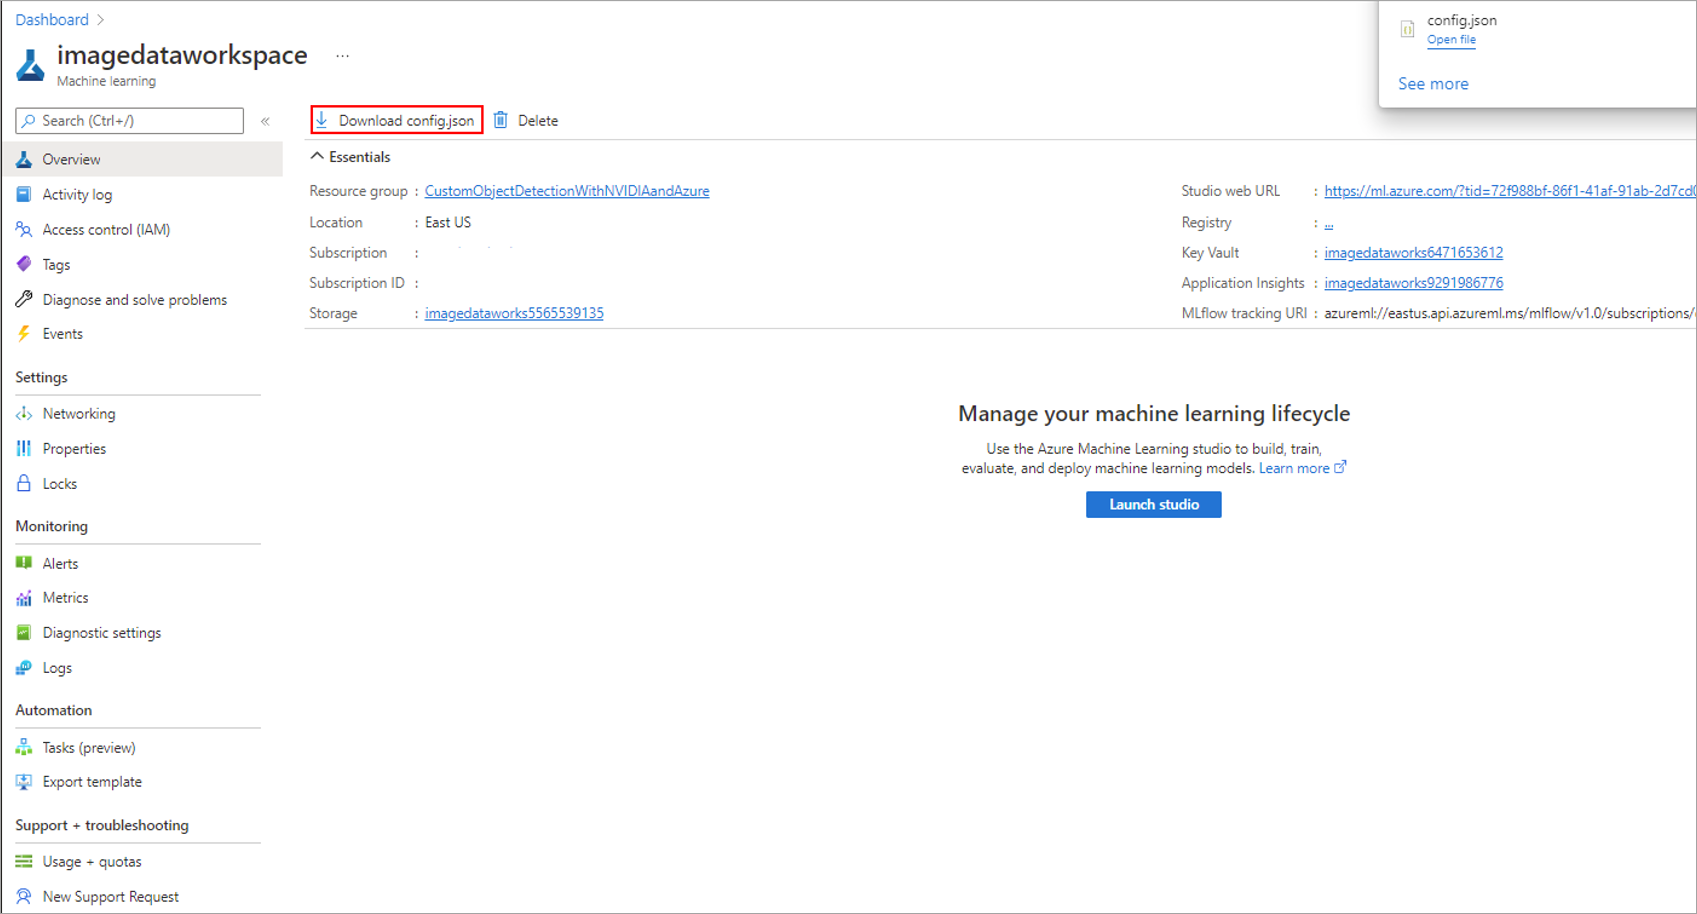 Dashboard >
imagedataworkspace ...
Machine learning
Search (Ctrl+/) «
Overview
Activity log
Access control (IAM)
Tags
Diagnose and solve problems
Events
Settings
Networking
Properties
Locks
Monitoring
Alerts
Metrics
Diagnostic settings
Logs
Automation
Tasks (preview)
Export template
Support + troubleshooting
Usage + quotas
New Support Request
Download config.json Delete
Essentials
Resource group : CustomObjectDetectionWithNVIDIAandAzure
Location : East US
Subscription :
Subscription ID :
Storage : imagedataworks5565539135
Studio web URL : https://ml.azure.com/?tid=72f988bf-86f1-41af-91ab-2d7cd0
Registry : ...
Key Vault : imagedataworks6471653612
Application Insights : imagedataworks9291986776
MLflow tracking URI : azureml://eastus.api.azureml.ms/mlflow/v1.0/subscriptions/
Manage your machine learning lifecycle
Use the Azure Machine Learning studio to build, train,
evaluate, and deploy machine learning models. Learn more
Launch studio
config.json
Open file
See more